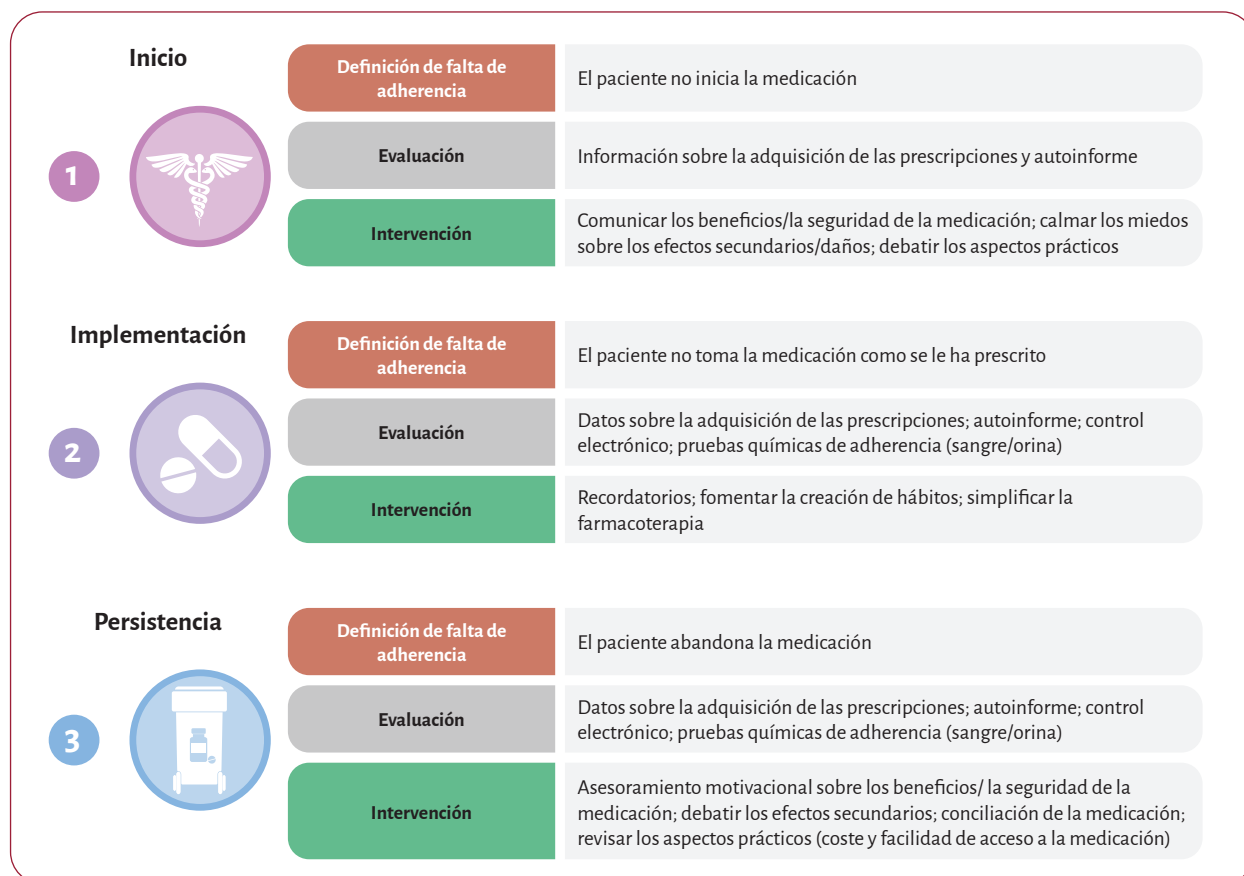 Inicio
1
Definición de falta de
adherencia
El paciente no inicia la medicación
Evaluación
Información sobre la adquisición de las prescripciones y autoinforme
Intervención
Comunicar los beneficios/la seguridad de la medicación; calmar los miedos
sobre los efectos secundarios/daños; debatir los aspectos prácticos
Implementación
2
Definición de falta de
adherencia
El paciente no toma la medicación como se le ha prescrito
Evaluación
Datos sobre la adquisición de las prescripciones; autoinforme; control
electrónico; pruebas químicas de adherencia (sangre/orina)
Intervención
Recordatorios; fomentar la creación de hábitos; simplificar la
farmacoterapia
Persistencia
3
Definición de falta de
adherencia
El paciente abandona la medicación
Evaluación
Datos sobre la adquisición de las prescripciones; autoinforme; control
electrónico; pruebas químicas de adherencia (sangre/orina)
Intervención
Asesoramiento motivacional sobre los beneficios/ la seguridad de la
medicación; debatir los efectos secundarios; conciliación de la medicación;
revisar los aspectos prácticos (coste y facilidad de acceso a la medicación)